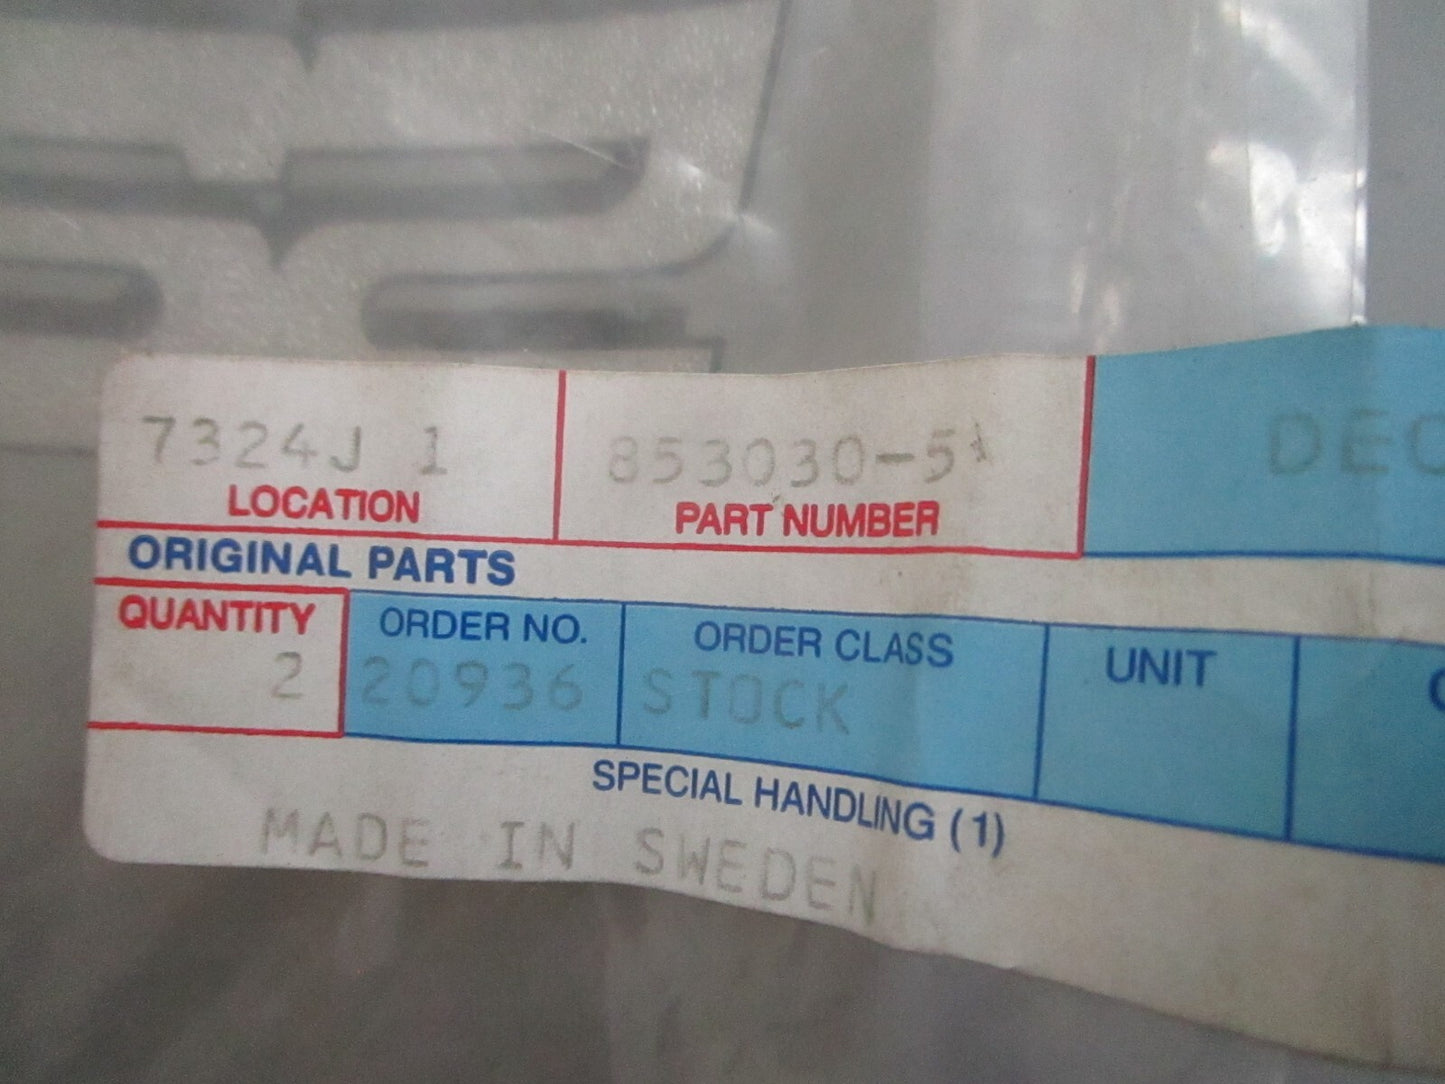 7324J 1
LOCATION
853030-5
PART NUMBER
DEC
ORIGINAL PARTS
QUANTITY
2
ORDER NO.
20936
ORDER CLASS
STOCK
UNIT
SPECIAL HANDLING (1)
MADE IN SWEDEN